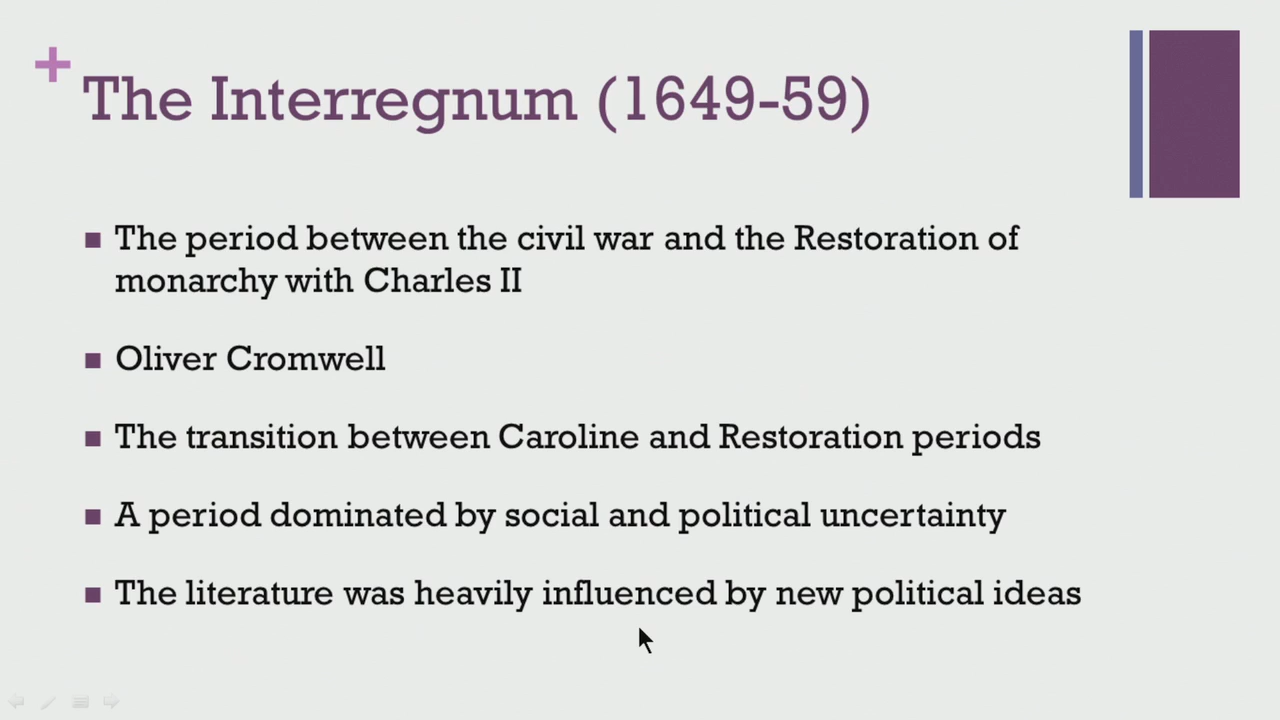 The Interregnum (1649-59)
The period between the civil war and the Restoration of
monarchy with Charles II
Oliver Cromwell
The transition between Caroline and Restoration periods
A period dominated by social and political uncertainty
The literature was heavily influenced by new political ideas